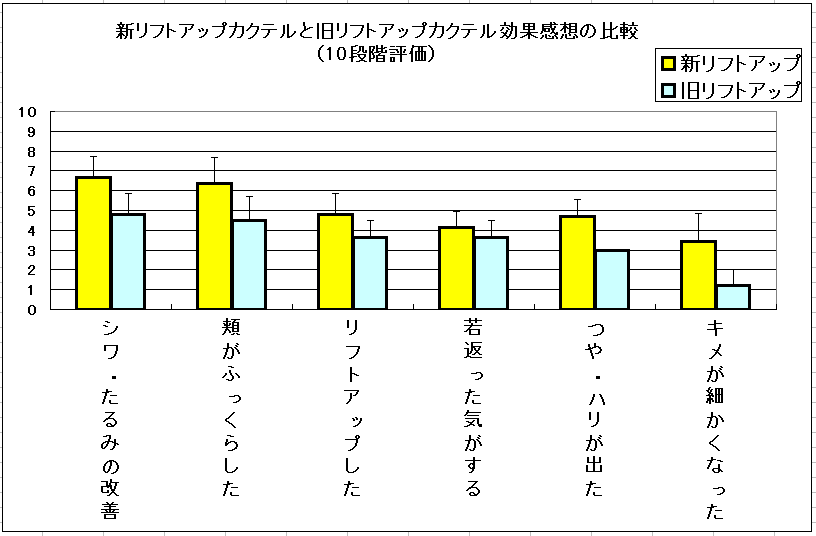 新リフトアップカクテルと旧リフトアップカクテル効果感想の比較
（10段階評価）
新リフトアップ
旧リフトアップ
10
9
8
7
6
5
4
3
2
1
0
シワ・たるみの改善
頬がふっくらした
リフトアップした
若返った気がする
つや・ハリが出た
キメが細かくなった